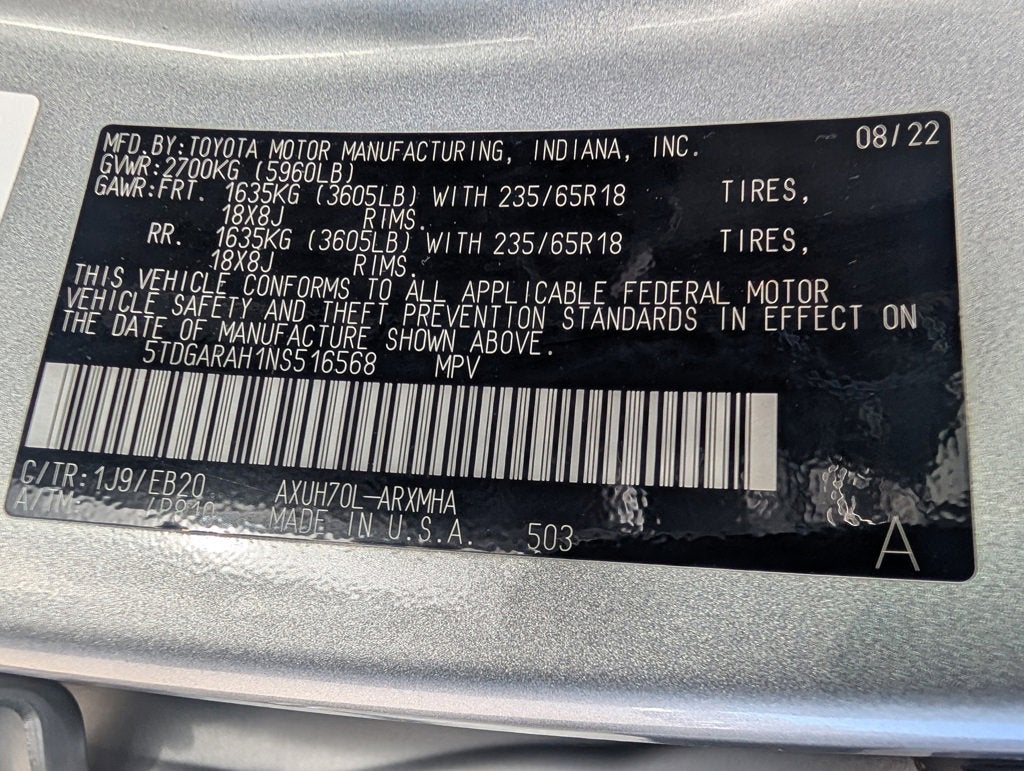 MFD.BY:TOYOTA MOTOR MANUFACTURING, INDIANA, INC. 08/22
GVWR:2700KG (5960LB)
GAWR:FRT. 1635KG (3605LB) WITH 235/65R18 TIRES,
18X8J RIMS.
RR. 1635KG (3605LB) WITH 235/65R18 TIRES,
18X8J RIMS.
THIS VEHICLE CONFORMS TO ALL APPLICABLE FEDERAL MOTOR
VEHICLE SAFETY AND THEFT PREVENTION STANDARDS IN EFFECT ON
THE DATE OF MANUFACTURE SHOWN ABOVE.
5TDGARAH1NS516568 MPV
C/TR:1J9/EB20 AXUH70L-ARXMHA
A/TM: MADE IN U.S.A. 503 A